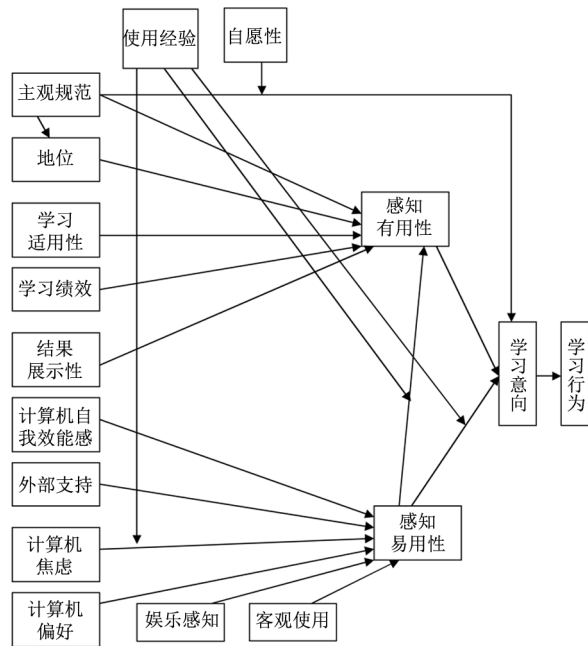 使用经验
自愿性
主观规范
地位
学习
适用性
学习绩效
结果
展示性
计算机自
我效能感
外部支持
计算机
焦虑
计算机
偏好
娱乐感知
客观使用
感知
有用性
感知
易用性
学习意向
学习行为